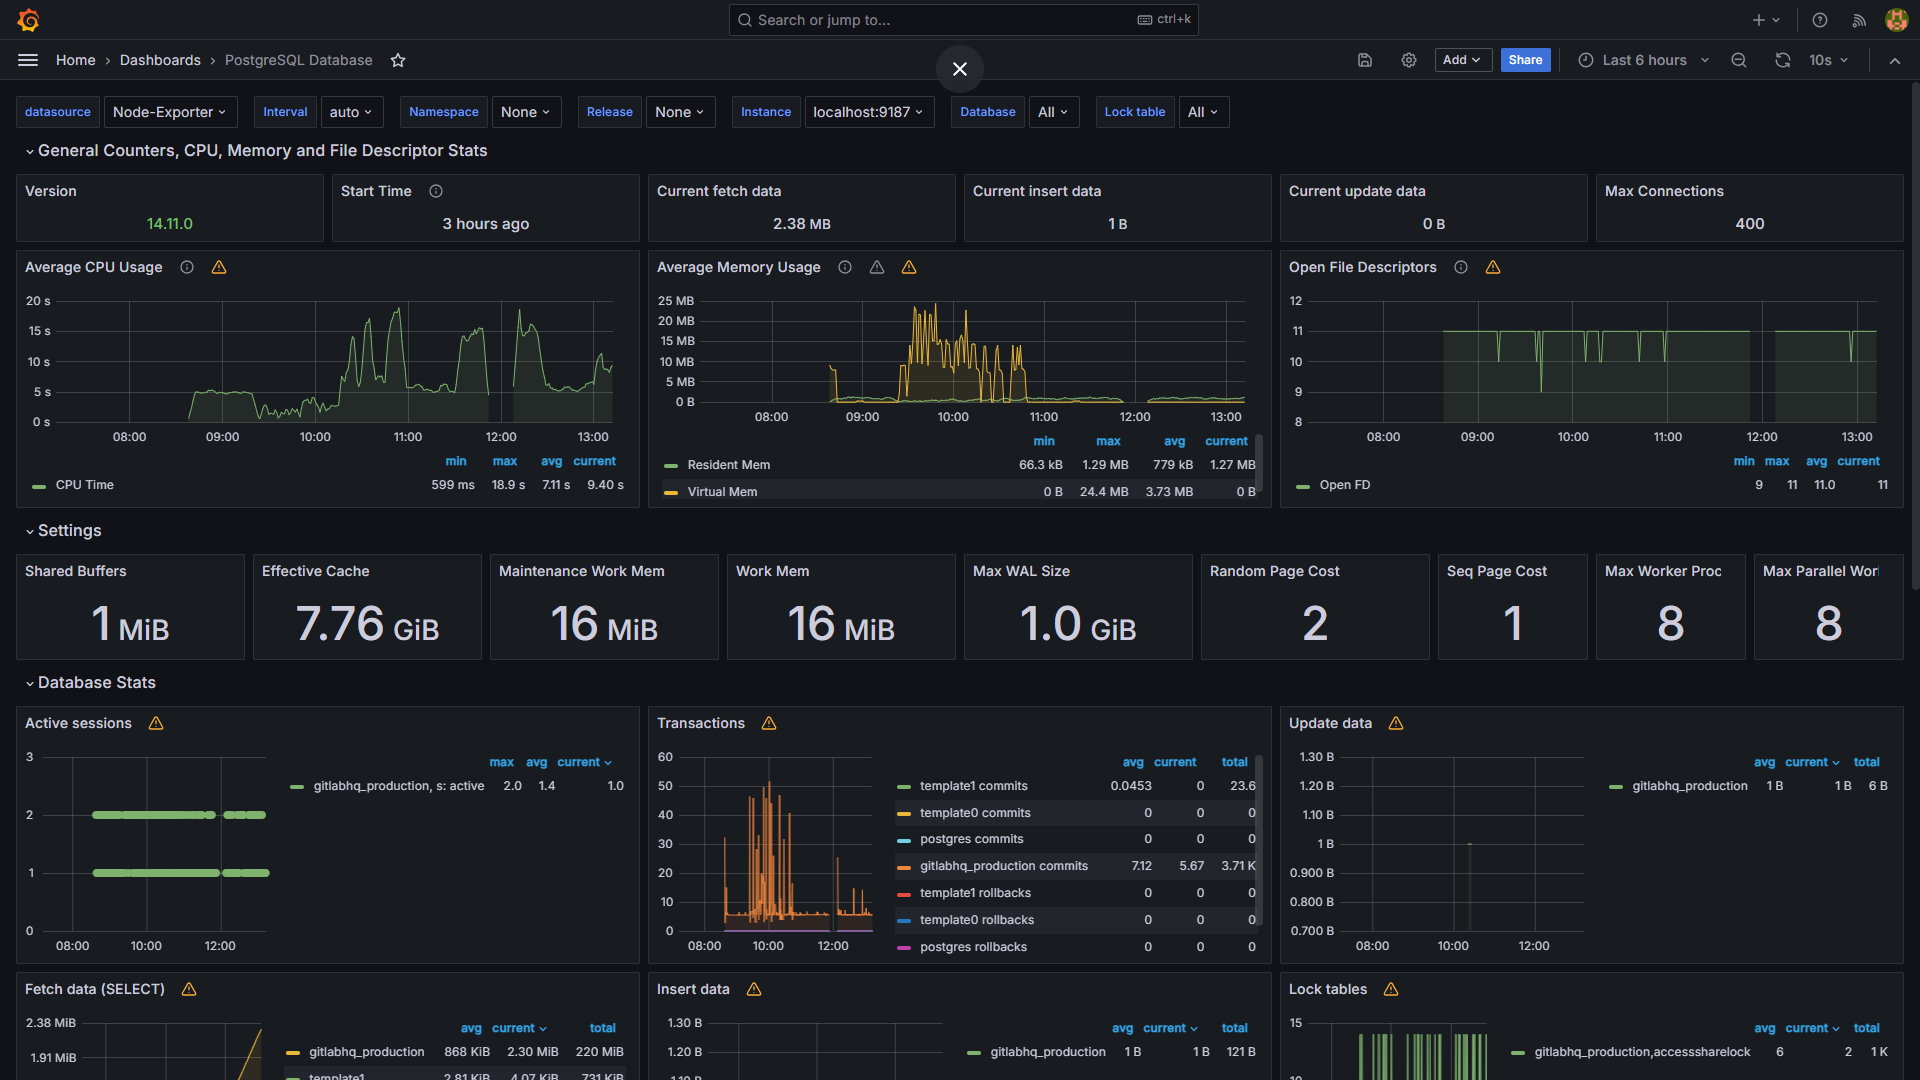 Search or jump to... ctrl+k
Home › Dashboards › PostgreSQL Database
Add Share Last 6 hours 10s
datasource Node-Exporter Interval auto Namespace None Release None Instance localhost:9187 Database All Lock table All
General Counters, CPU, Memory and File Descriptor Stats
Version
14.11.0
Start Time
3 hours ago
Current fetch data
2.38 MB
Current insert data
1 B
Current update data
0 B
Max Connections
400
Average CPU Usage
20 s
15 s
10 s
5 s
0 s
08:00 09:00 10:00 11:00 12:00 13:00
min max avg current
CPU Time 599 ms 18.9 s 7.11 s 9.40 s
Average Memory Usage
25 MB
20 MB
15 MB
10 MB
5 MB
0 B
08:00 09:00 10:00 11:00 12:00 13:00
min max avg current
Resident Mem 66.3 kB 1.29 MB 779 kB 1.27 MB
Virtual Mem 0 B 24.4 MB 3.73 MB 0 B
Open File Descriptors
12
11
10
9
8
08:00 09:00 10:00 11:00 12:00 13:00
min max avg current
Open FD 9 11 11.0 11
Settings
Shared Buffers
1 MiB
Effective Cache
7.76 GiB
Maintenance Work Mem
16 MiB
Work Mem
16 MiB
Max WAL Size
1.0 GiB
Random Page Cost
2
Seq Page Cost
1
Max Worker Proc
8
Max Parallel Wor
8
Database Stats
Active sessions
3
2
1
0
08:00 10:00 12:00
max avg current
gitlabhq_production, s: active 2.0 1.4 1.0
Transactions
60
50
40
30
20
10
0
08:00 10:00 12:00
avg current total
template1 commits 0.0453 0 23.6
template0 commits 0 0 0
postgres commits 0 0 0
gitlabhq_production commits 7.12 5.67 3.71 K
template1 rollbacks 0 0 0
template0 rollbacks 0 0 0
postgres rollbacks 0 0 0
Update data
1.30 B
1.20 B
1.10 B
1 B
0.900 B
0.800 B
0.700 B
08:00 10:00 12:00
avg current total
gitlabhq_production 1 B 1 B 6 B
Fetch data (SELECT)
2.38 MiB
1.91 MiB
avg current total
gitlabhq_production 868 KiB 2.30 MiB 220 MiB
template1 2.81 KiB 4.07 KiB 731 KiB
Insert data
1.30 B
1.20 B
1.10 B
avg current total
gitlabhq_production 1 B 1 B 121 B
Lock tables
15
10
avg current total
gitlabhq_production,accesssharelock 6 2 1 K